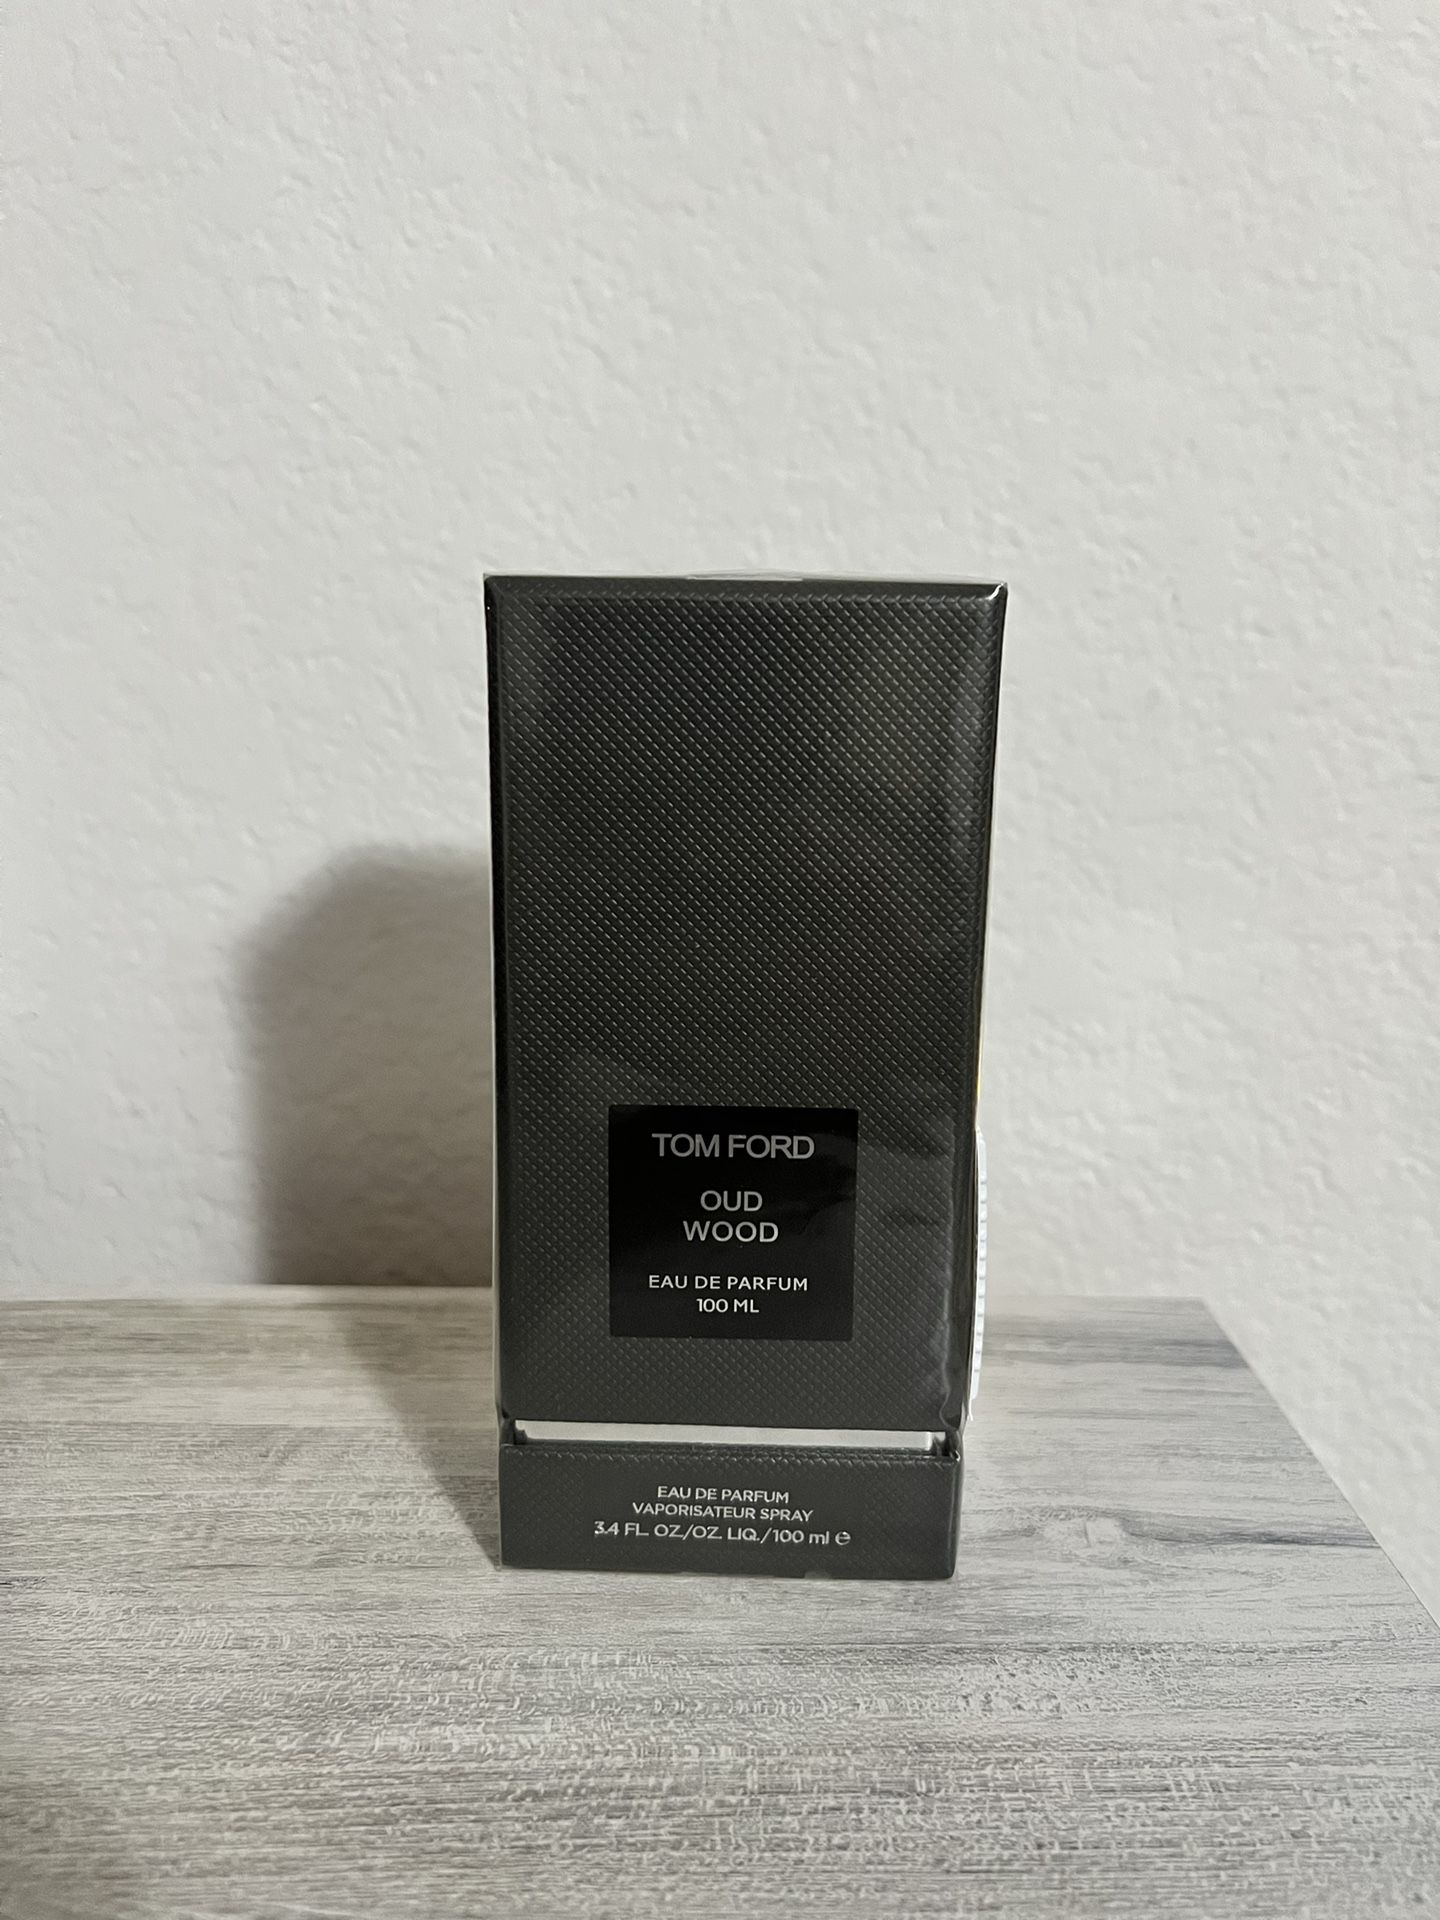 TOM FORD
OUD
WOOD
EAU DE PARFUM
100 ML
EAU DE PARFUM
VAPORISATEUR SPRAY
3.4 FL. OZ/OZ. LIQ./100 ml ℮